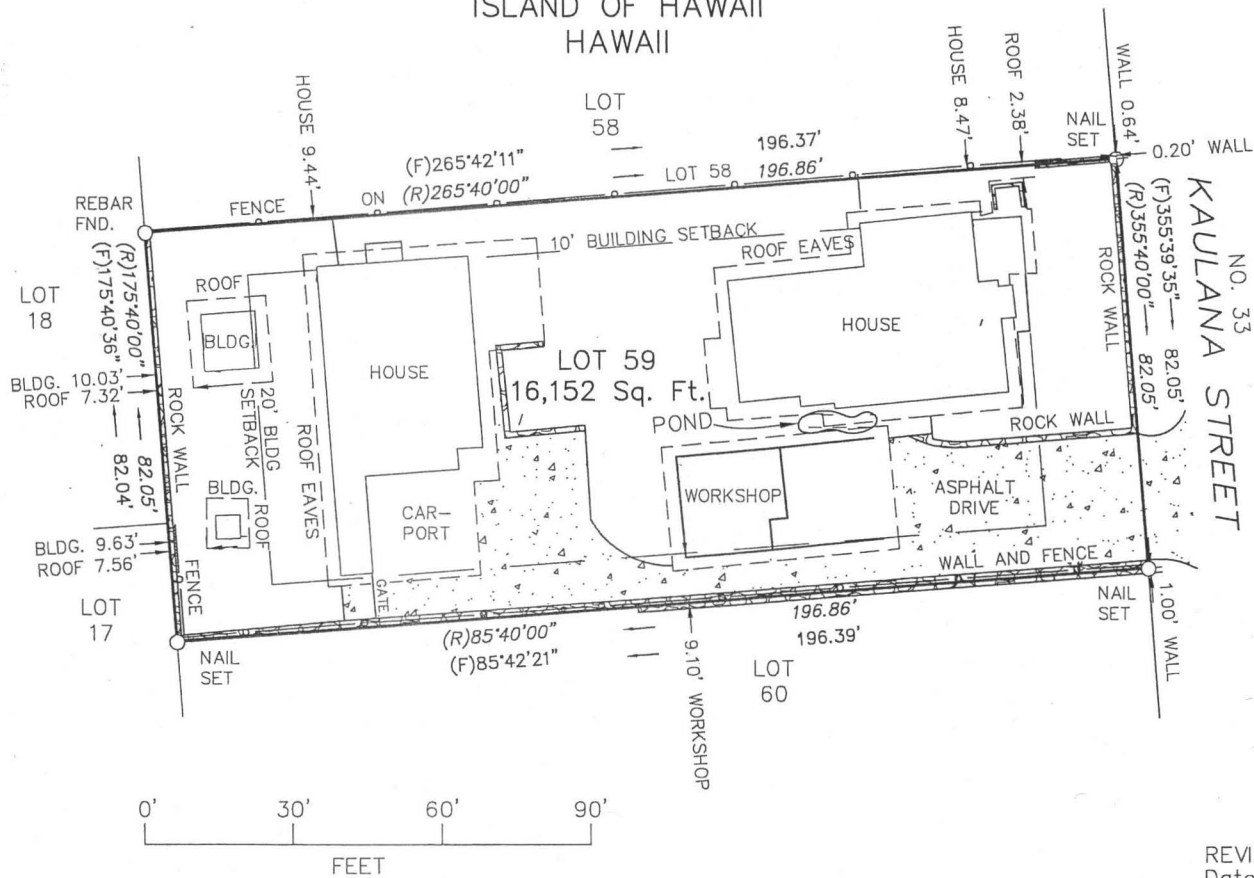 ISLAND OF HAWAII
HAWAII
LOT
58
HOUSE 9.44'
HOUSE 8.47'
ROOF 2.38'
WALL 0.64'
NAIL
SET
0.20' WALL
(F)265°42'11"
196.37'
(R)265°40'00"
LOT 58
196.86'
REBAR
FND.
FENCE
ON
10' BUILDING SETBACK
ROOF EAVES
(F)355°39'35"
82.05'
(R)355°40'00"
82.05'
ROCK WALL
KAULANA STREET
NO. 33
LOT
18
(R)175°40'00"
82.05'
(F)175°40'36"
82.04'
ROOF
BLDG.
BLDG. 10.03'
ROOF 7.32'
ROCK WALL
20' BLDG
SETBACK
ROOF EAVES
HOUSE
LOT 59
16,152 Sq. Ft.
HOUSE
POND
ROCK WALL
BLDG.
ROOF
CAR-
PORT
WORKSHOP
ASPHALT
DRIVE
BLDG. 9.63'
ROOF 7.56'
FENCE
GATE
WALL AND FENCE
LOT
17
NAIL
SET
(R)85°40'00"
196.86'
(F)85°42'21"
196.39'
9.10' WORKSHOP
LOT
60
NAIL
SET
1.00' WALL
0' 30' 60' 90'
FEET
REVI
Date